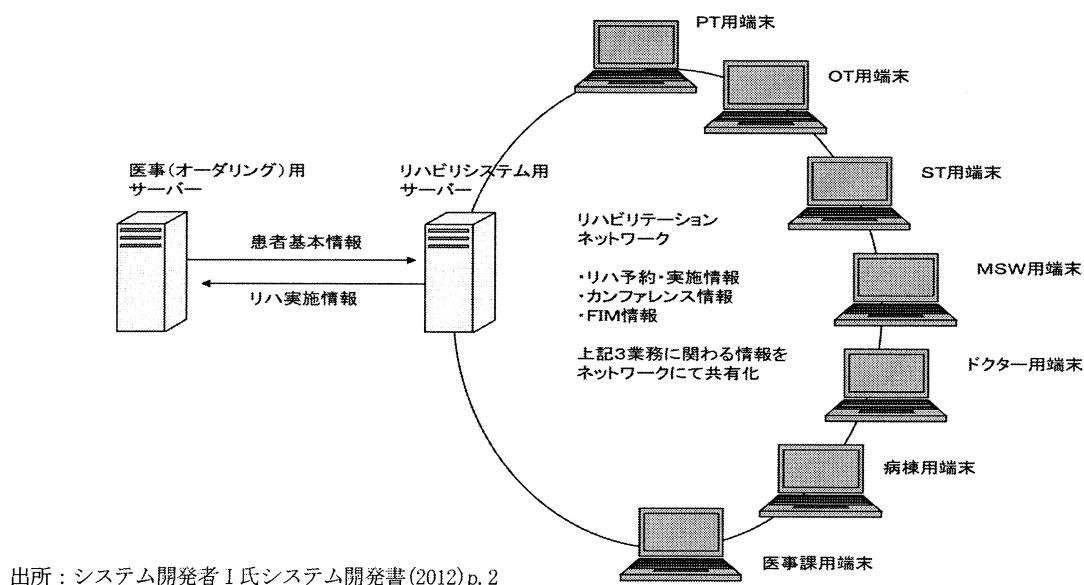 PT用端末
OT用端末
ST用端末
MSW用端末
ドクター用端末
病棟用端末
医事課用端末
医事(オーダリング)用
サーバー
リハビリシステム用
サーバー
患者基本情報
リハ実施情報
リハビリテーション
ネットワーク
・リハ予約・実施情報
・カンファレンス情報
・FIM情報
上記3業務に関わる情報を
ネットワークにて共有化
出所:システム開発者I氏システム開発書(2012)p.2